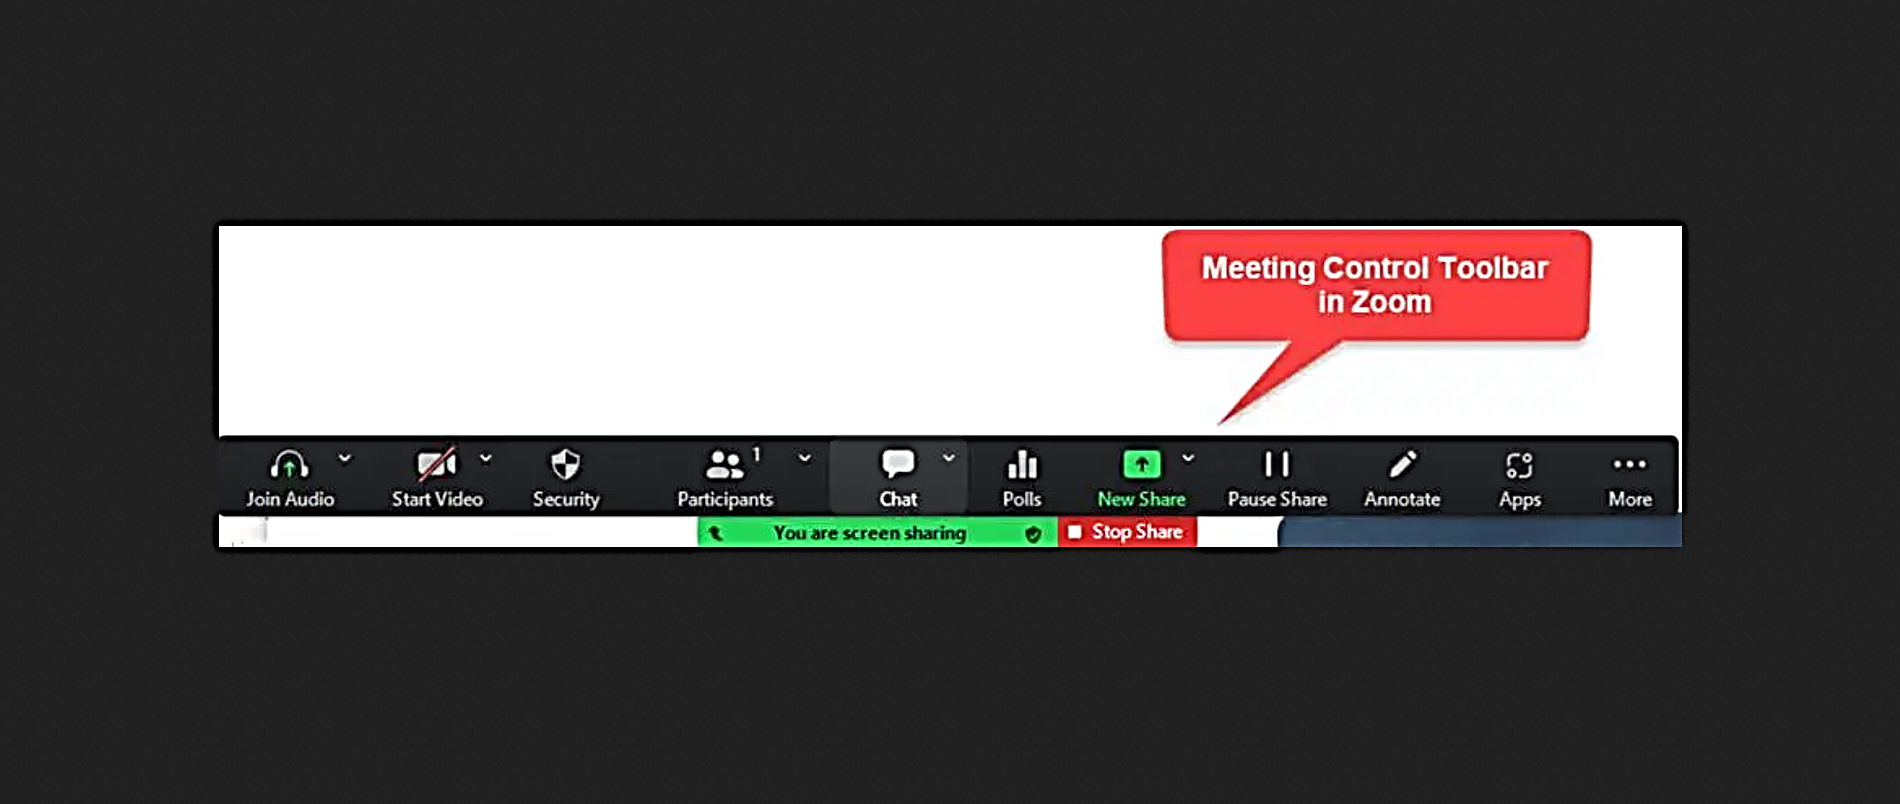 Meeting Control Toolbar
in Zoom
1
Join Audio Start Video Security Participants Chat Polls New Share Pause Share Annotate Apps More
You are screen sharing Stop Share